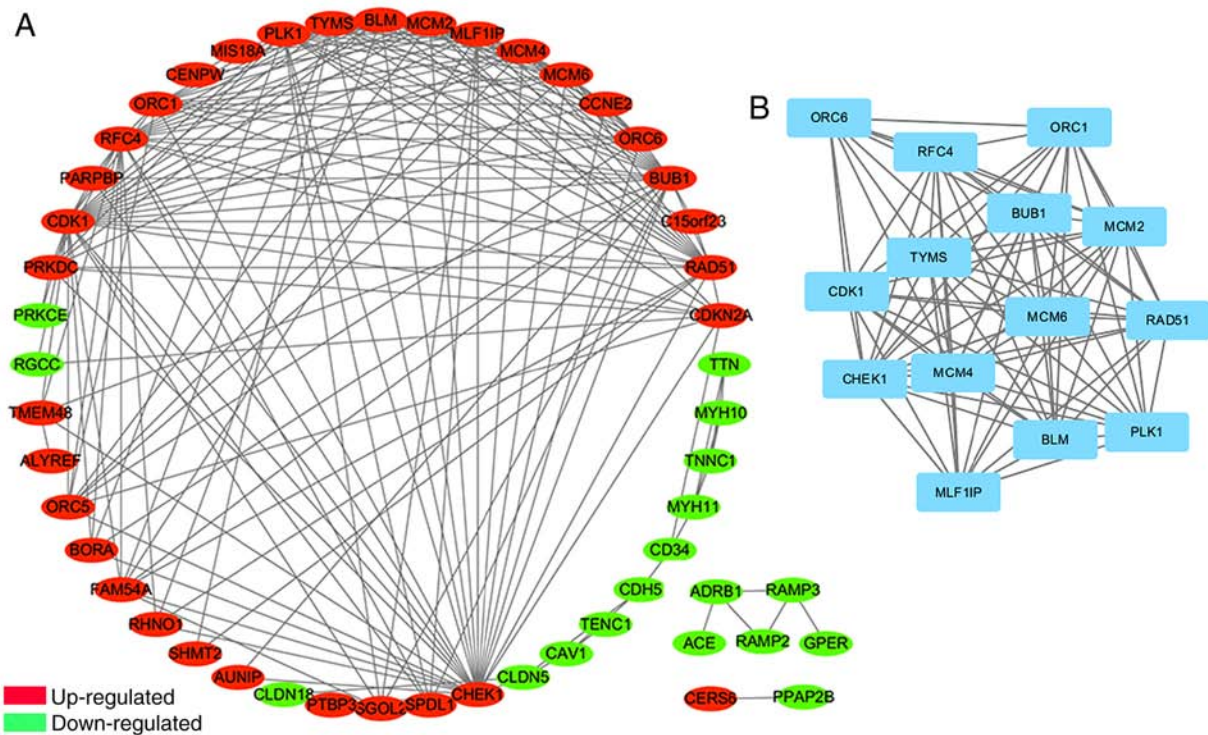 A
TYMS
BLM
MCM2
PLK1
MLF1IP
MIS18A
MCM4
CENPW
MCM6
ORC1
CCNE2
RFC4
ORC6
PARPBP
BUB1
CDK1
C15orf23
PRKDC
RAD51
PRKCE
CDKN2A
RGCC
TTN
TMEM48
MYH10
ALYREF
TNNC1
ORC5
MYH11
BORA
CD34
FAM54A
CDH5
RHNO1
TENC1
SHMT2
CAV1
AUNIP
CLDN5
CLDN18
PTBP3
SGOL2
SPDL1
CHEK1
ADRB1
RAMP3
ACE
RAMP2
GPER
CERS6
PPAP2B
Up-regulated
Down-regulated
B
ORC6
ORC1
RFC4
BUB1
MCM2
TYMS
CDK1
MCM6
RAD51
CHEK1
MCM4
BLM
PLK1
MLF1IP